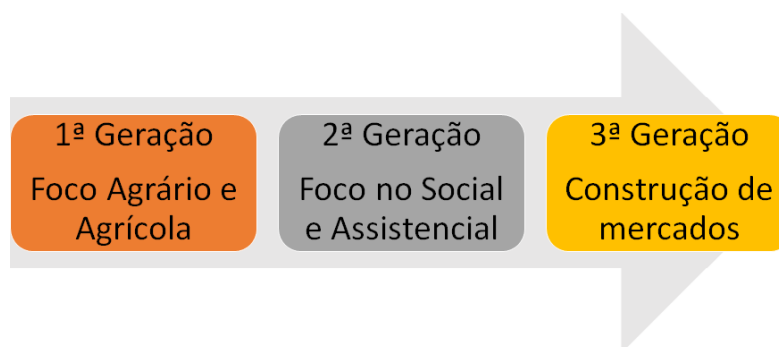 1ª Geração
Foco Agrário e
Agrícola
2ª Geração
Foco no Social
e Assistencial
3ª Geração
Construção de
mercados